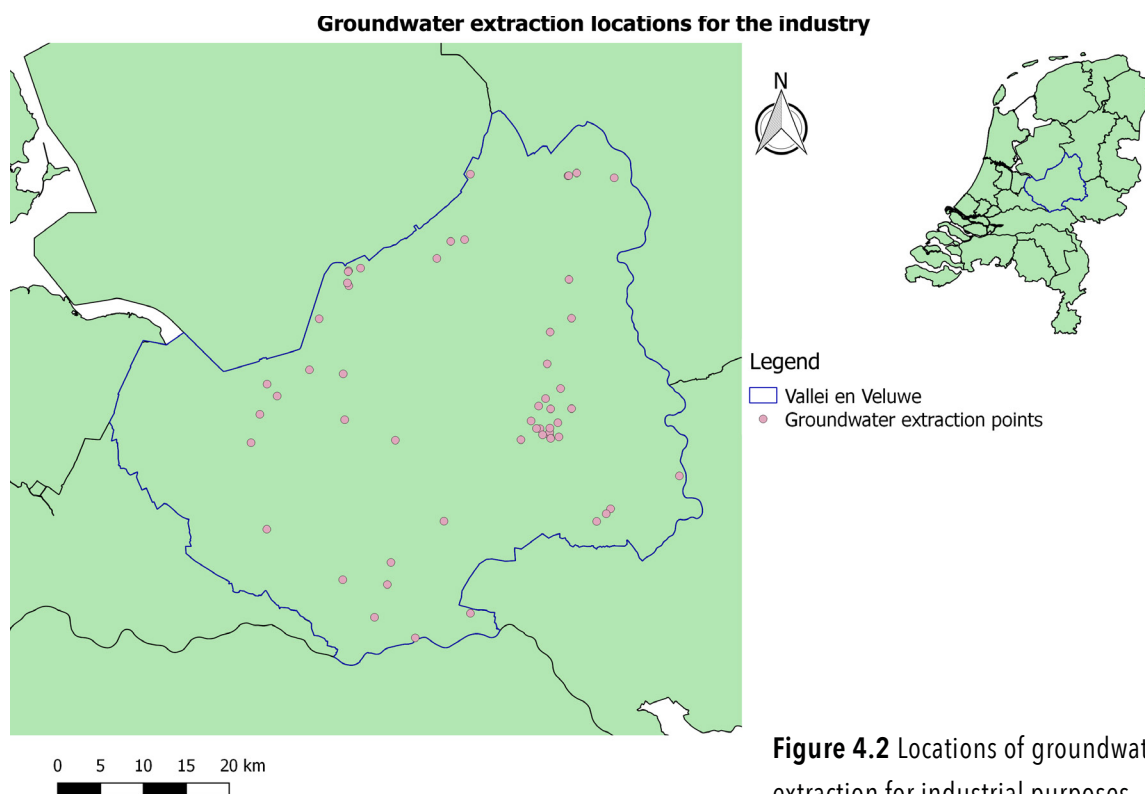 Groundwater extraction locations for the industry
N
Legend
Vallei en Veluwe
Groundwater extraction points
0 5 10 15 20 km
Figure 4.2 Locations of groundwat
extraction for industrial purposes